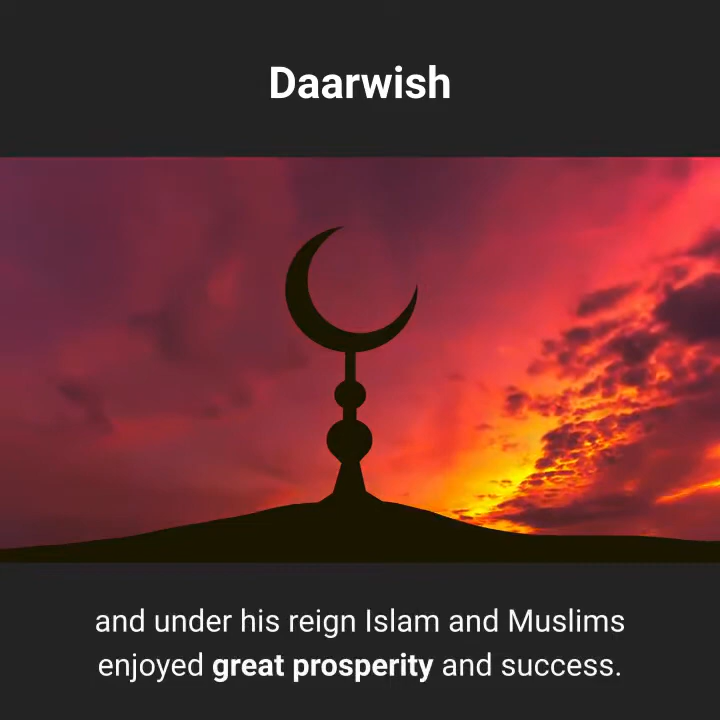 Daarwish
and under his reign Islam and Muslims
enjoyed great prosperity and success.